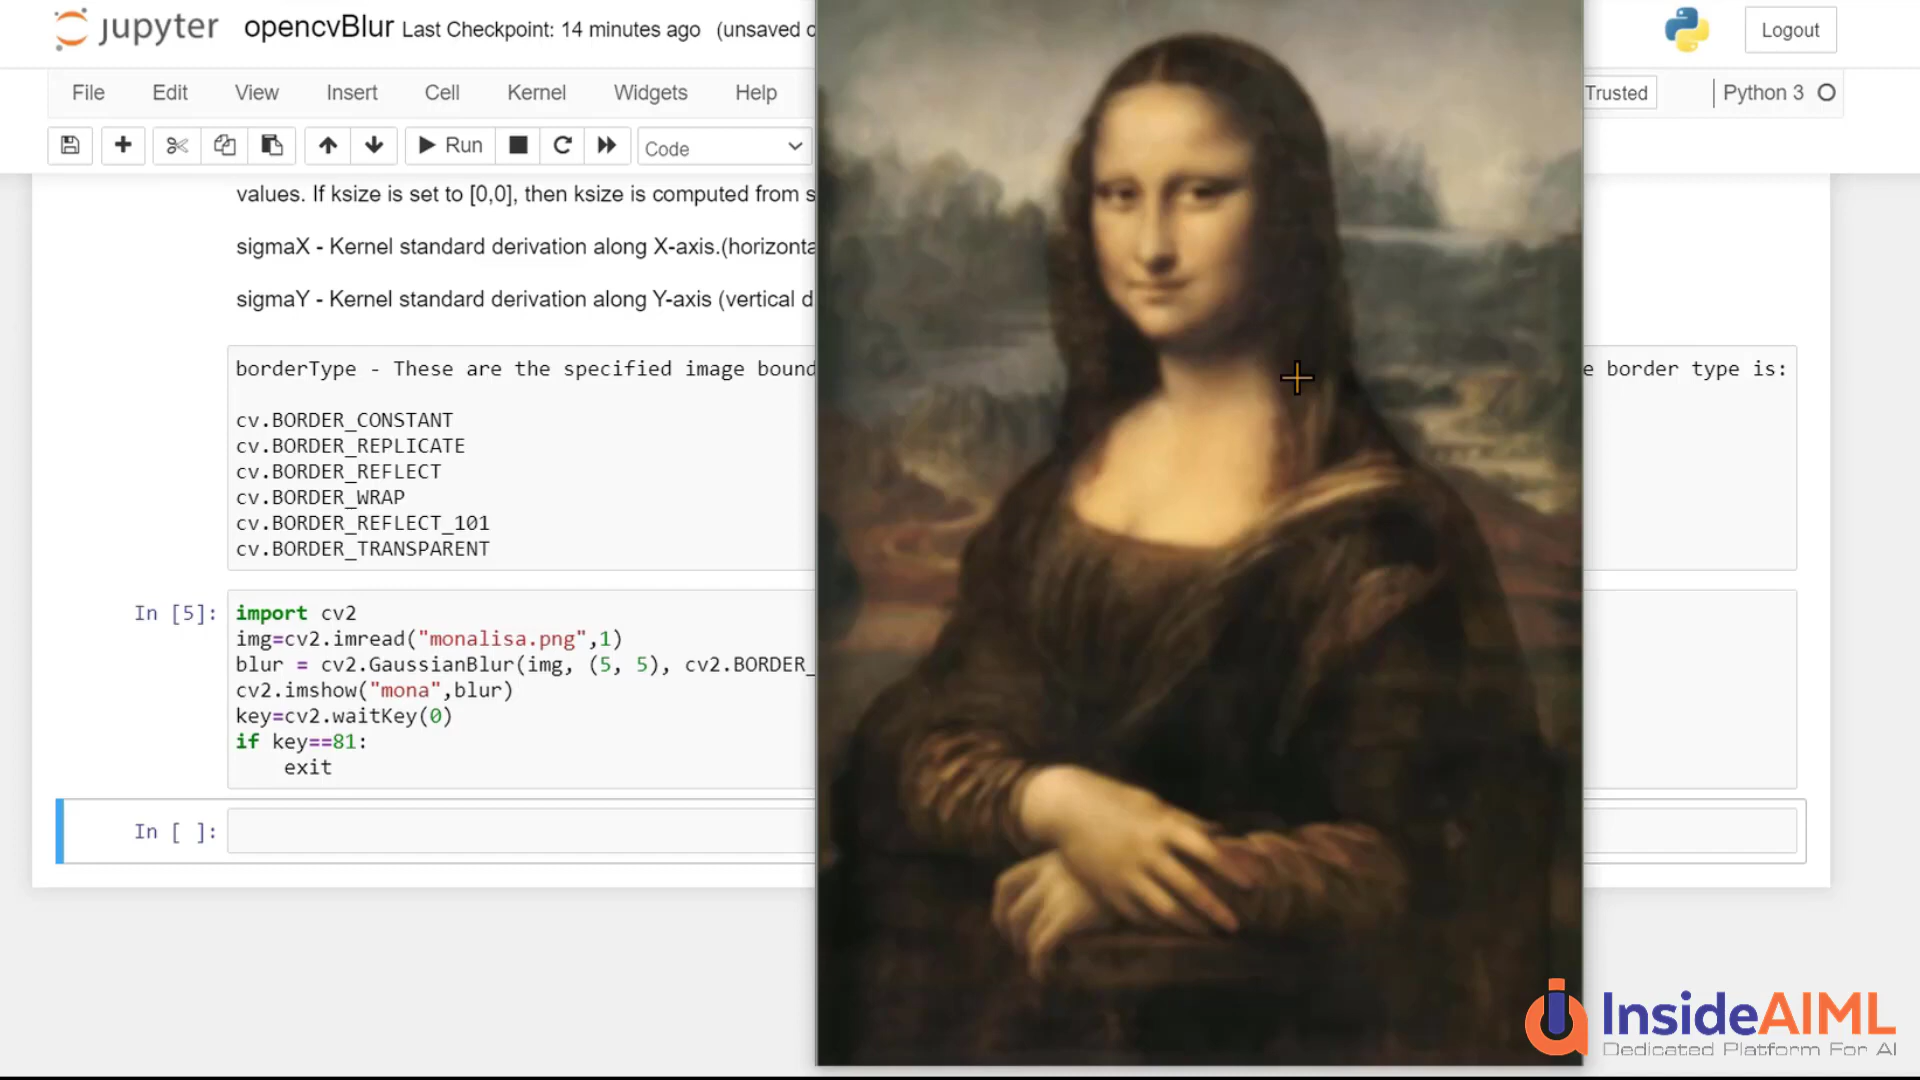 jupyter opencvBlur Last Checkpoint: 14 minutes ago (unsaved c
Logout
File Edit View Insert Cell Kernel Widgets Help
Trusted
Python 3
Run
Code
values. If ksize is set to [0,0], then ksize is computed from s
sigmaX - Kernel standard derivation along X-axis.(horizonta
sigmaY - Kernel standard derivation along Y-axis (vertical d
borderType - These are the specified image bound
e border type is:
cv.BORDER_CONSTANT
cv.BORDER_REPLICATE
cv.BORDER_REFLECT
cv.BORDER_WRAP
cv.BORDER_REFLECT_101
cv.BORDER_TRANSPARENT
In [5]:
import cv2
img=cv2.imread("monalisa.png",1)
blur = cv2.GaussianBlur(img, (5, 5), cv2.BORDER_
cv2.imshow("mona",blur)
key=cv2.waitKey(0)
if key==81:
    exit
In [ ]:
InsideAIML
Dedicated Platform For AI